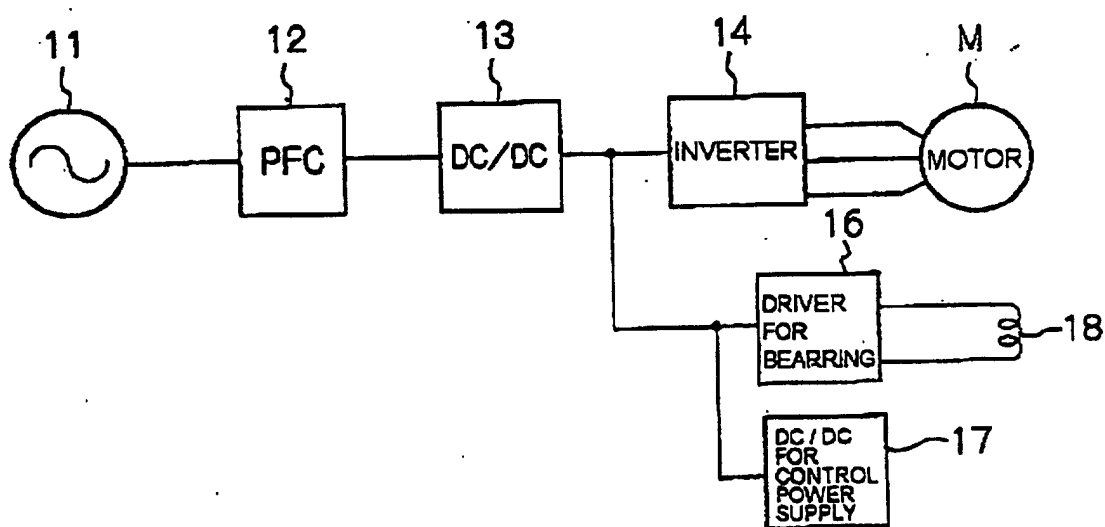 11
12
13
14
M
PFC
DC/DC
INVERTER
MOTOR
16
DRIVER
FOR
BEARRING
18
DC/DC
FOR
CONTROL
POWER
SUPPLY
17